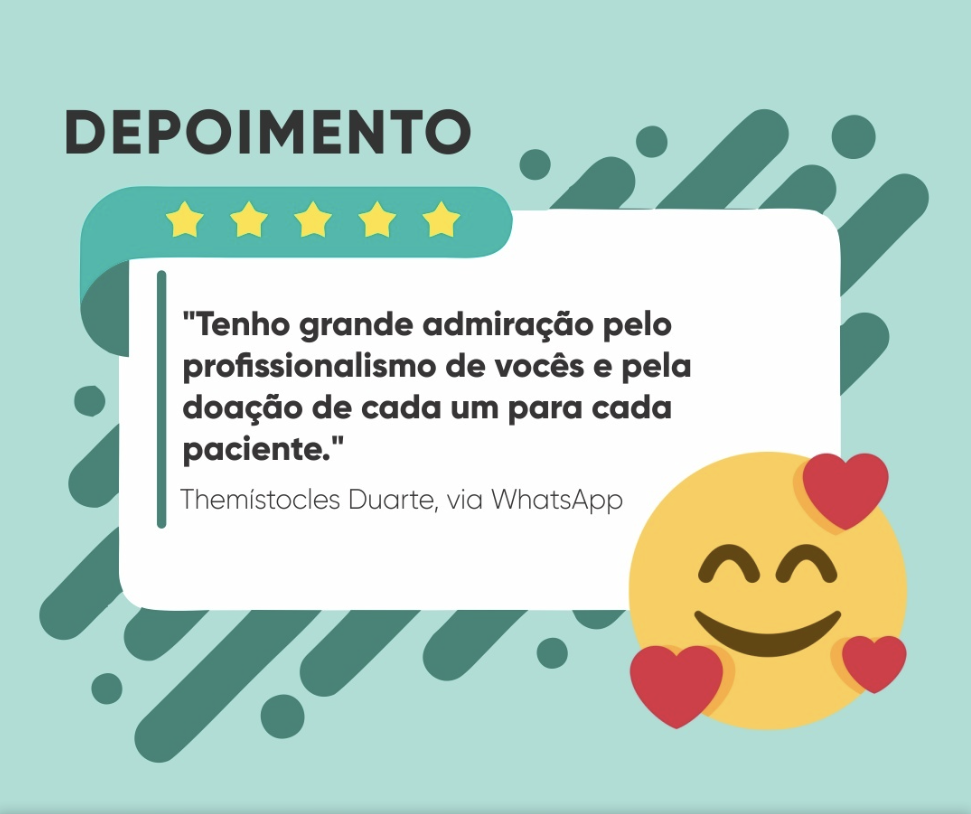 DEPOIMENTO
"Tenho grande admiração pelo
profissionalismo de vocês e pela
doação de cada um para cada
paciente."
Themístocles Duarte, via WhatsApp